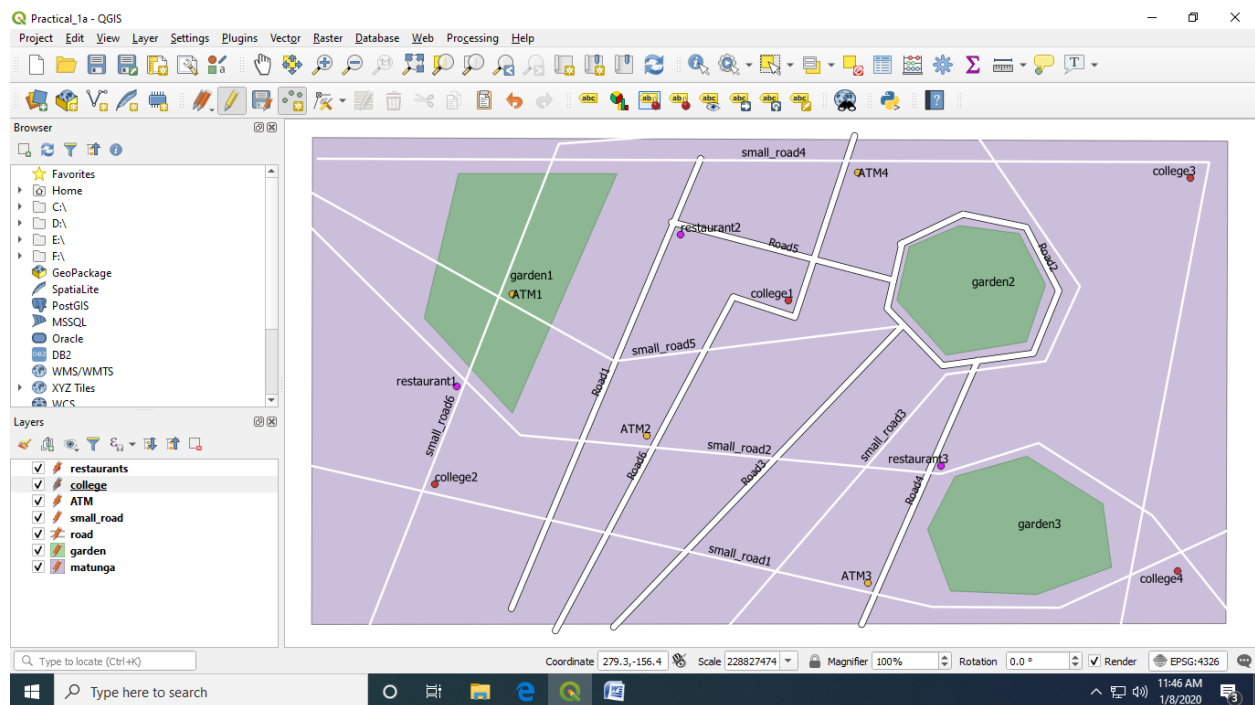 Practical_1a - QGIS
Project Edit View Layer Settings Plugins Vector Raster Database Web Processing Help
Browser
Favorites
Home
C:\
D:\
E:\
F:\
GeoPackage
SpatiaLite
PostGIS
MSSQL
Oracle
DB2
WMS/WMTS
XYZ Tiles
WCS
Layers
restaurants
college
ATM
small_road
road
garden
matunga
small_road4
ATM4
college3
restaurant2
Road5
Road2
garden1
ATM1
college1
garden2
small_road5
restaurant1
Road1
small_road6
ATM2
small_road2
small_road3
restaurant3
Road6
Road3
Road4
college2
garden3
small_road1
ATM3
college4
Type to locate (Ctrl+K)
Coordinate 279.3,-156.4 Scale 228827474 Magnifier 100% Rotation 0.0 ° Render EPSG:4326
Type here to search
11:46 AM
1/8/2020
3